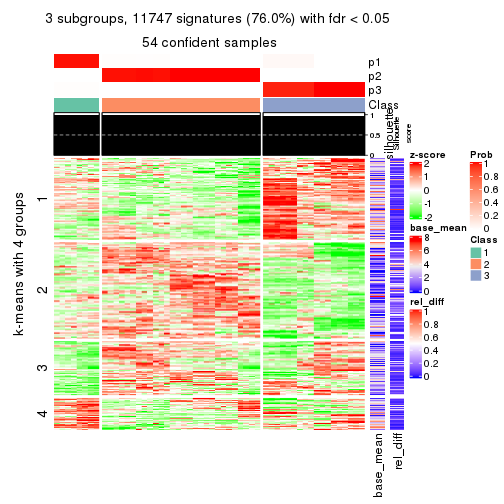 3 subgroups, 11747 signatures (76.0%) with fdr < 0.05
54 confident samples
p1
p2
p3
Class
1
0.5
0
silhouette
Silhouette
score
k-means with 4 groups
1
2
3
4
base_mean
rel_diff
z-score
2
1
0
-1
-2
base_mean
8
6
4
2
0
rel_diff
1
0.8
0.6
0.4
0.2
0
Prob
1
0.8
0.6
0.4
0.2
0
Class
1
2
3